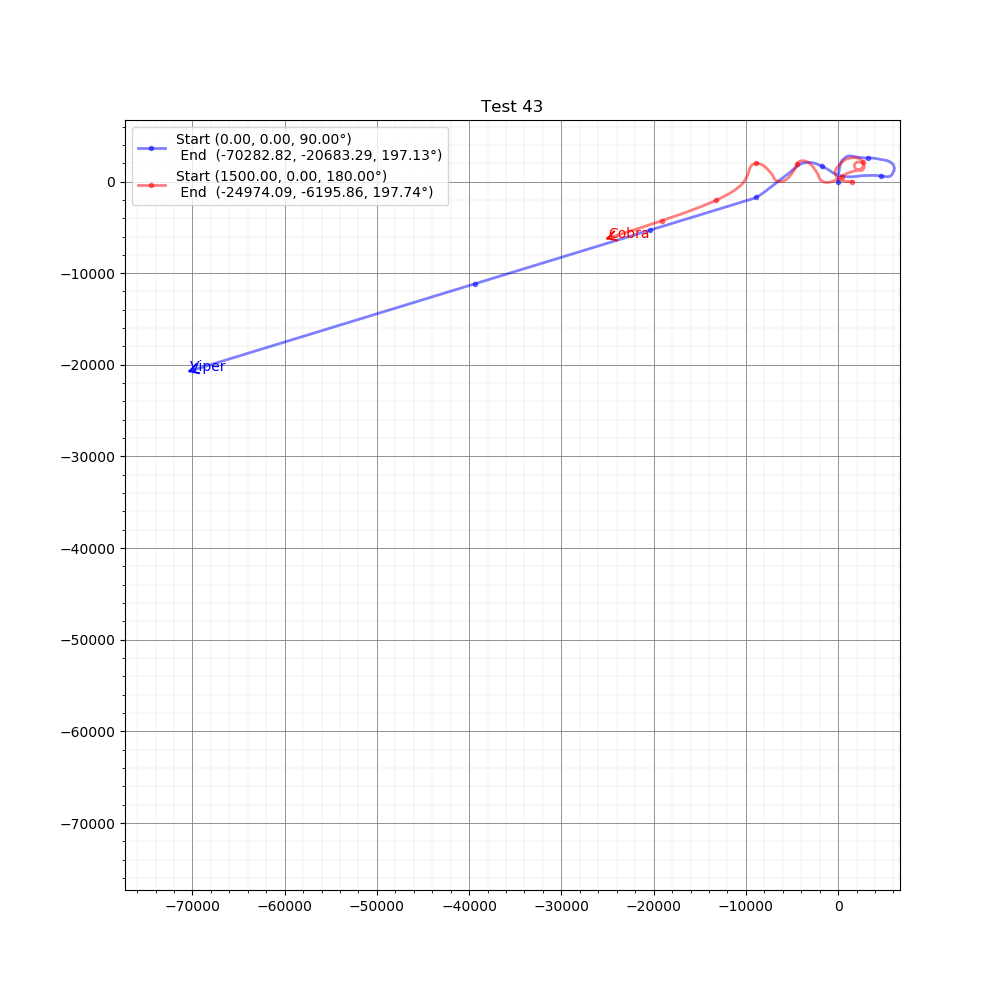 Test 43
Start (0.00, 0.00, 90.00°)
End  (-70282.82, -20683.29, 197.13°)
Start (1500.00, 0.00, 180.00°)
End  (-24974.09, -6195.86, 197.74°)
0
Cobra
−10000
−20000
Viper
−30000
−40000
−50000
−60000
−70000
−70000 −60000 −50000 −40000 −30000 −20000 −10000 0